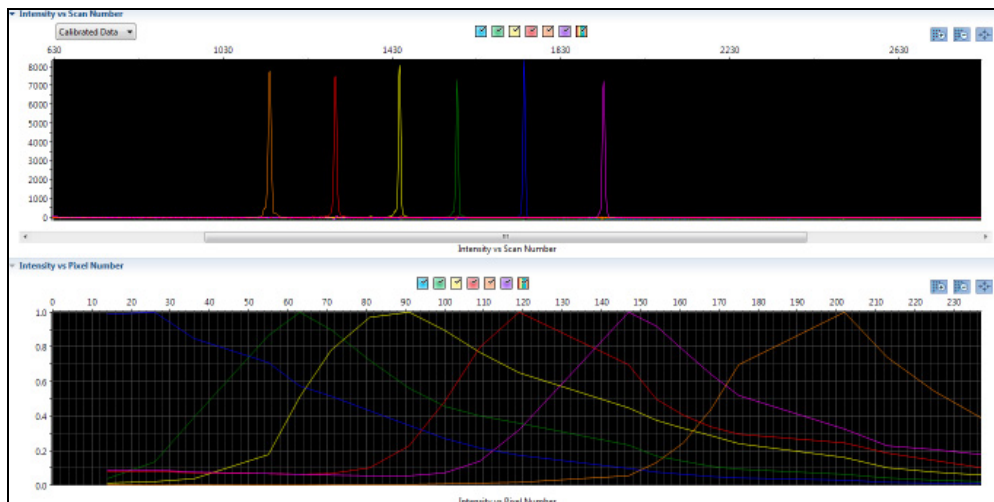 Intensity vs Scan Number
Calibrated Data
630 1030 1430 1830 2230 2630
8000
7000
6000
5000
4000
3000
2000
1000
0
Intensity vs Scan Number
Intensity vs Pixel Number
0 10 20 30 40 50 60 70 80 90 100 110 120 130 140 150 160 170 180 190 200 210 220 230
1.0
0.8
0.6
0.4
0.2
0.0
Intensity vs Pixel Number